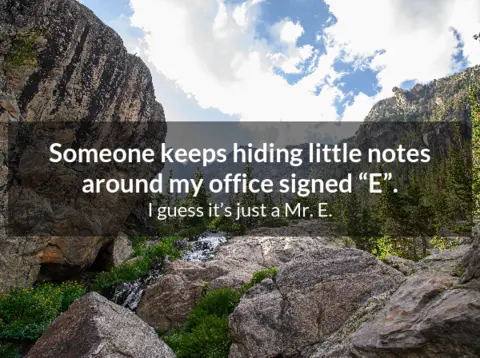 Someone keeps hiding little notes
around my office signed “E”.
I guess it’s just a Mr. E.